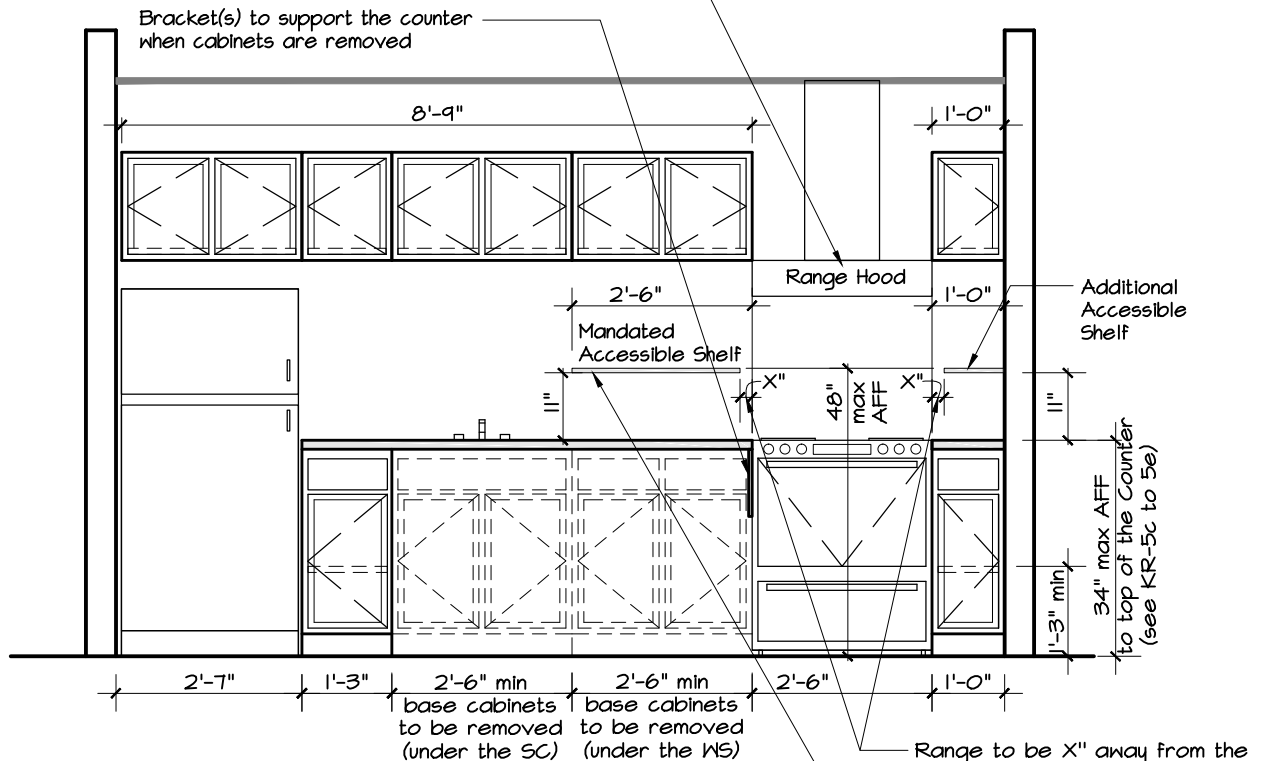 Bracket(s) to support the counter
when cabinets are removed
8'-9"
1'-0"
Range Hood
2'-6"
1'-0"
Additional
Accessible
Shelf
Mandated
Accessible Shelf
X"
X"
11"
48"
max
AFF
11"
1'-3" min
34" max AFF
to top of the Counter
(see KR-5c to 5e)
2'-7"
1'-3"
2'-6" min
base cabinets
to be removed
(under the SC)
2'-6" min
base cabinets
to be removed
(under the WS)
2'-6"
1'-0"
Range to be X" away from the